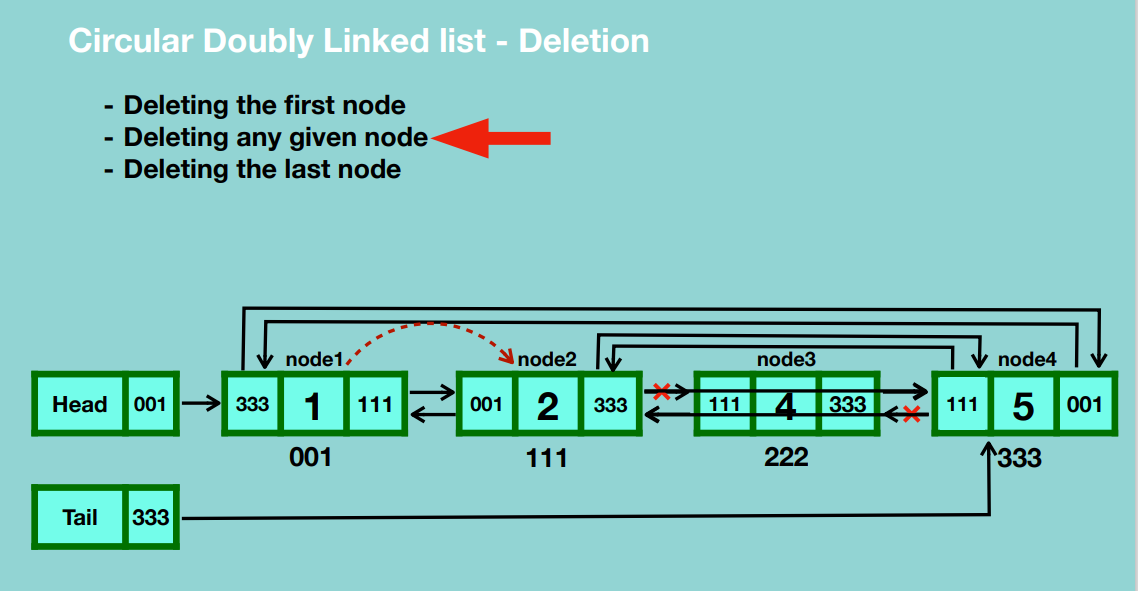 Circular Doubly Linked list - Deletion
- Deleting the first node
- Deleting any given node
- Deleting the last node
node1 node2 node3 node4
Head 001 333 1 111 001 2 333 111 4 333 111 5 001
001 111 222 333
Tail 333